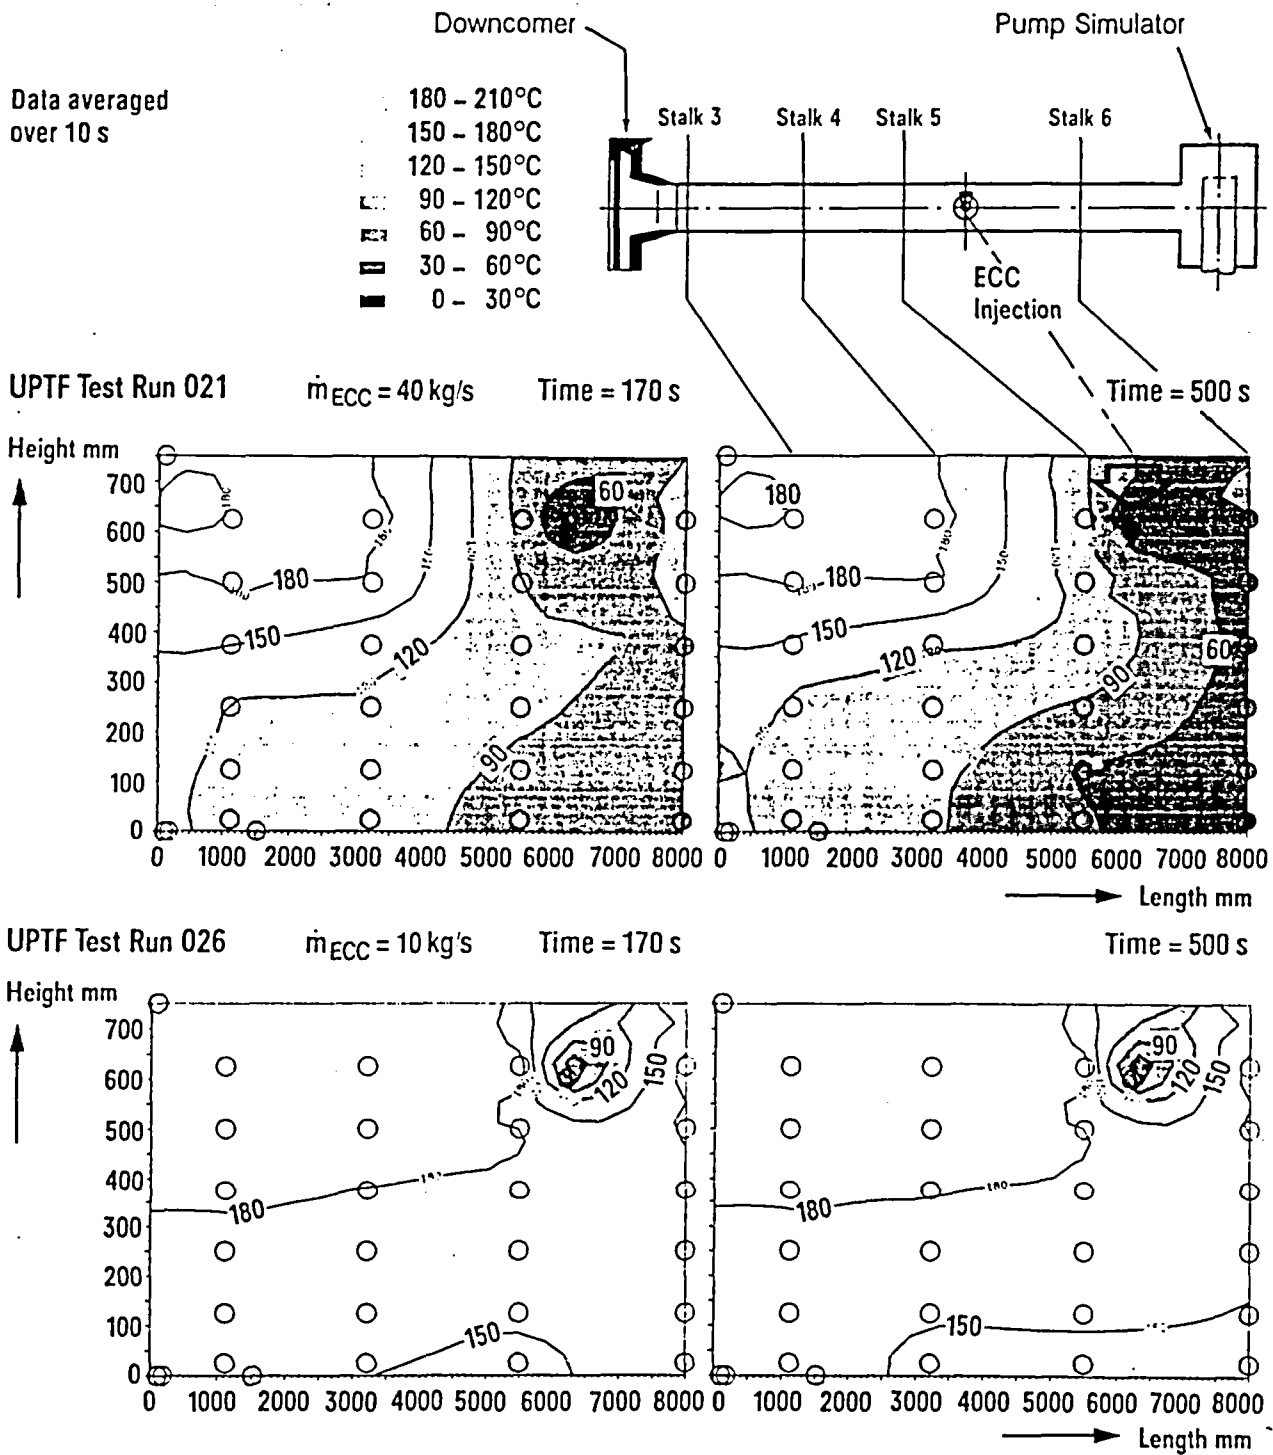 Downcomer
Pump Simulator
Data averaged
over 10 s
180 – 210°C
150 – 180°C
120 – 150°C
90 – 120°C
60 – 90°C
30 – 60°C
0 – 30°C
Stalk 3
Stalk 4
Stalk 5
Stalk 6
ECC
Injection
UPTF Test Run 021
ṁECC = 40 kg/s
Time = 170 s
Time = 500 s
Height mm
700
600
500
400
300
200
100
0
180
180
150
120
90
60
180
180
180
150
120
90
60
150
0 1000 2000 3000 4000 5000 6000 7000 8000
0 1000 2000 3000 4000 5000 6000 7000 8000
Length mm
UPTF Test Run 026
ṁECC = 10 kg/s
Time = 170 s
Time = 500 s
Height mm
700
600
500
400
300
200
100
0
90
120
150
180
150
90
120
150
180
180
150
0 1000 2000 3000 4000 5000 6000 7000 8000
0 1000 2000 3000 4000 5000 6000 7000 8000
Length mm